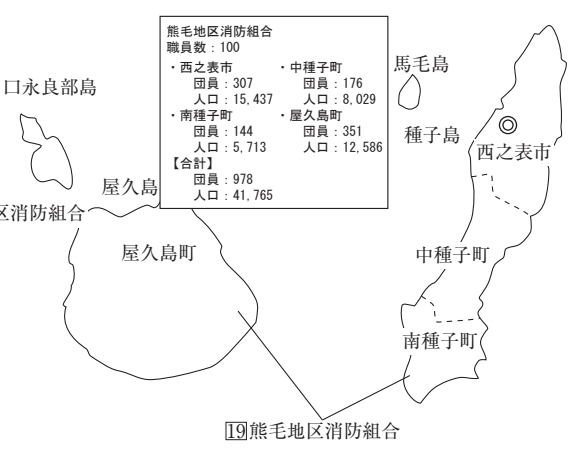 熊毛地区消防組合
職員数：100
・西之表市　・中種子町
団員：307　団員：176
人口：15,437　人口：8,029
・南種子町　・屋久島町
団員：144　団員：351
人口：5,713　人口：12,586
【合計】
団員：978
人口：41,765
口永良部島
馬毛島
種子島
西之表市
屋久島
区消防組合
屋久島町
中種子町
南種子町
19熊毛地区消防組合